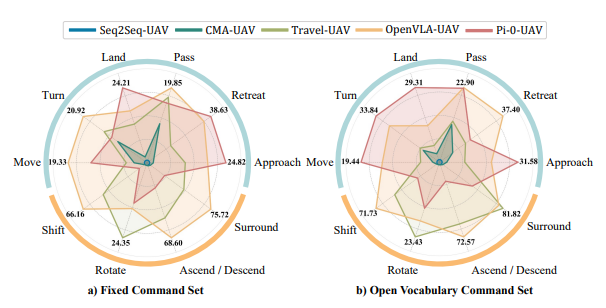 Seq2Seq-UAV CMA-UAV Travel-UAV OpenVLA-UAV Pi-0-UAV
Land Pass
24.21 19.85
Turn Retreat
20.92 38.63
Move 19.33 24.82 Approach
66.16 75.72
Shift Surround
24.35 68.60
Rotate Ascend / Descend
a) Fixed Command Set
Land Pass
29.31 22.90
Turn Retreat
33.84 37.40
Move 19.44 31.58 Approach
71.73 81.82
Shift Surround
23.43 72.57
Rotate Ascend / Descend
b) Open Vocabulary Command Set